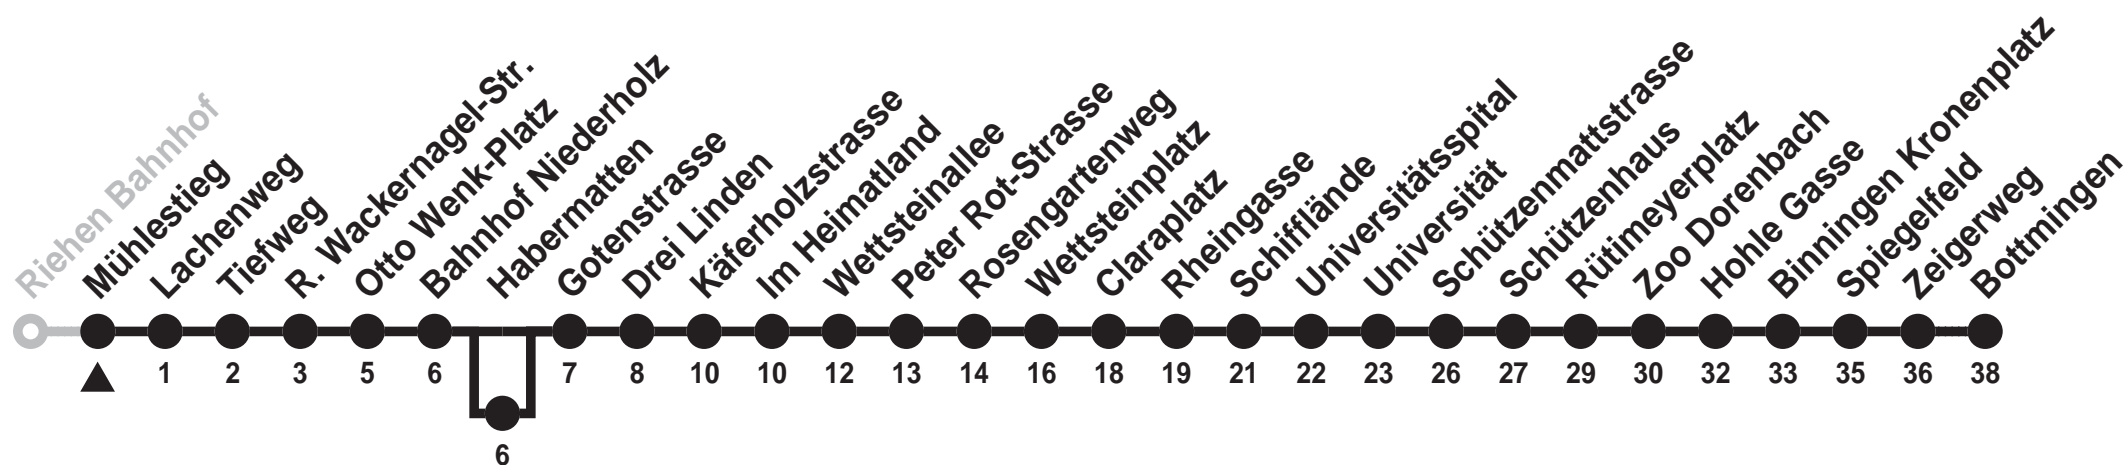 Riehen Bahnhof
Mühlestieg
Lachenweg
Tiefweg
R. Wackernagel-Str.
Otto Wenk-Platz
Bahnhof Niederholz
Habermatten
Gotenstrasse
Drei Linden
Käferholzstrasse
Im Heimatland
Wettsteinallee
Peter Rot-Strasse
Rosengartenweg
Wettsteinplatz
Claraplatz
Rheingasse
Schifflände
Universitätsspital
Universität
Schützenmattstrasse
Schützenhaus
Rütimeyerplatz
Zoo Dorenbach
Hohle Gasse
Binningen Kronenplatz
Spiegelfeld
Zeigerweg
Bottmingen
1 2 3 5 6 7 8 10 10 12 13 14 16 18 19 21 22 23 26 27 29 30 32 33 35 36 38
6